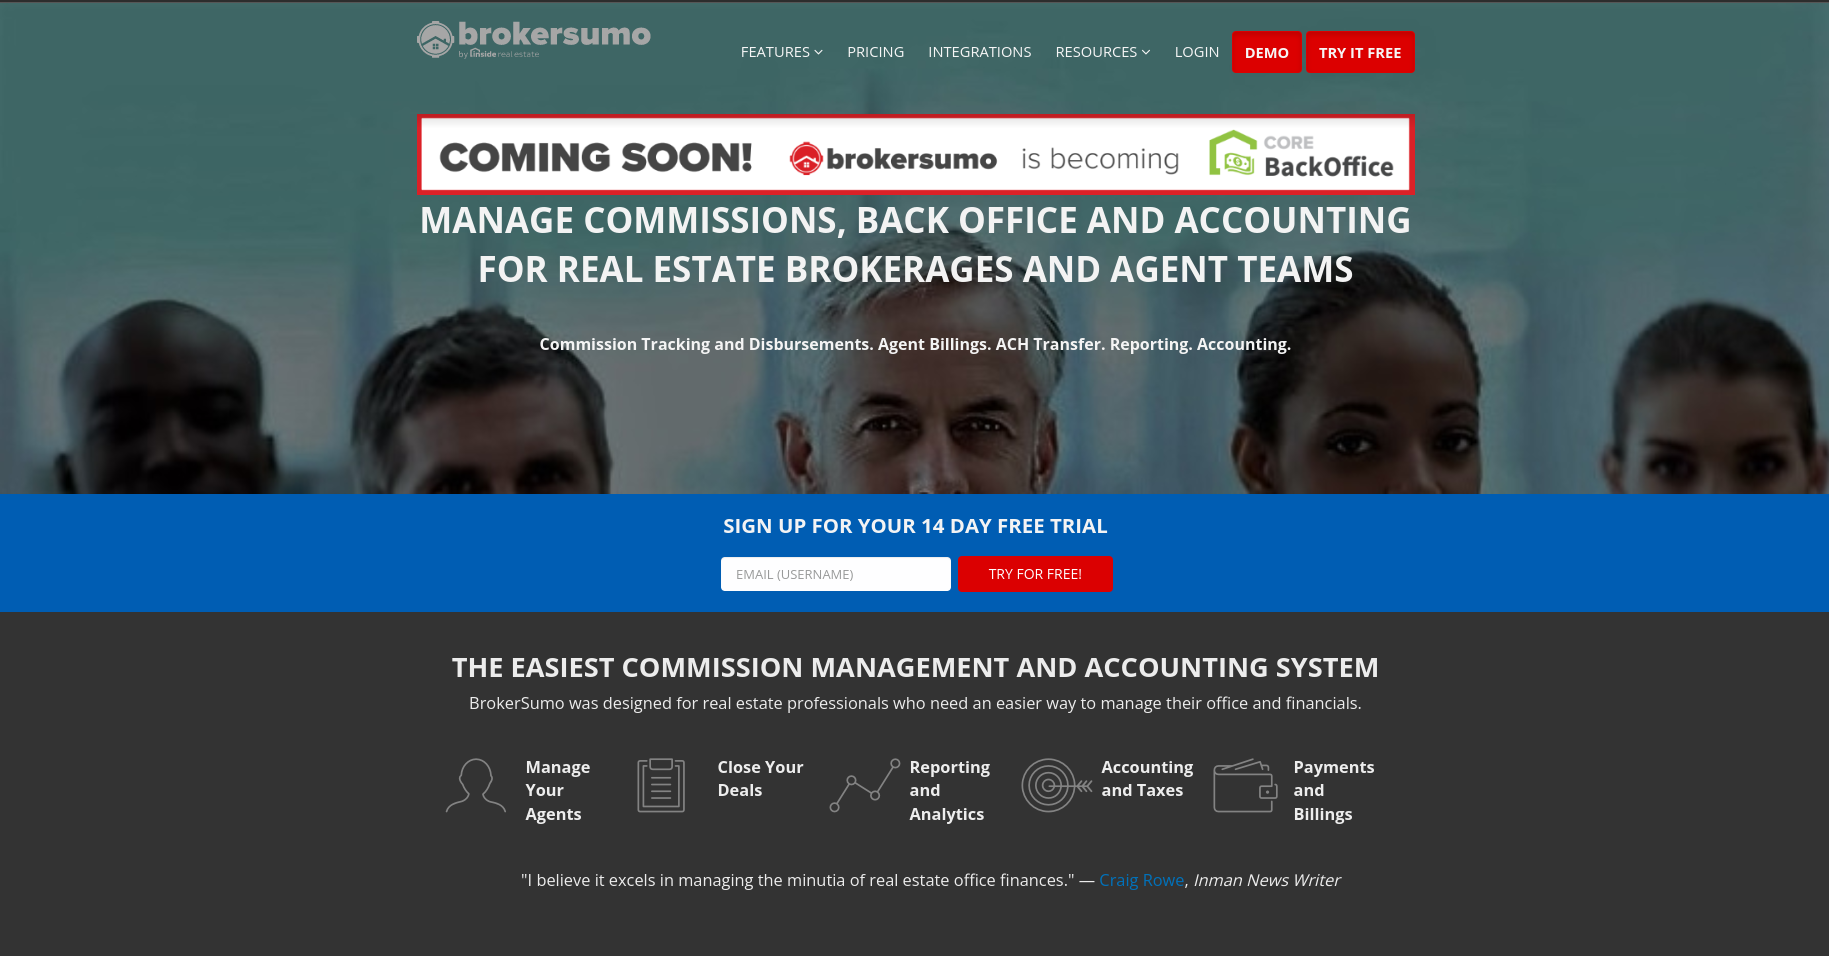 brokersumo
by inside real estate
FEATURES PRICING INTEGRATIONS RESOURCES LOGIN DEMO TRY IT FREE
COMING SOON! brokersumo is becoming CORE BackOffice
MANAGE COMMISSIONS, BACK OFFICE AND ACCOUNTING
FOR REAL ESTATE BROKERAGES AND AGENT TEAMS
Commission Tracking and Disbursements. Agent Billings. ACH Transfer. Reporting. Accounting.
SIGN UP FOR YOUR 14 DAY FREE TRIAL
EMAIL (USERNAME) TRY FOR FREE!
THE EASIEST COMMISSION MANAGEMENT AND ACCOUNTING SYSTEM
BrokerSumo was designed for real estate professionals who need an easier way to manage their office and financials.
Manage
Your
Agents
Close Your
Deals
Reporting
and
Analytics
Accounting
and Taxes
Payments
and
Billings
"I believe it excels in managing the minutia of real estate office finances." — Craig Rowe, Inman News Writer